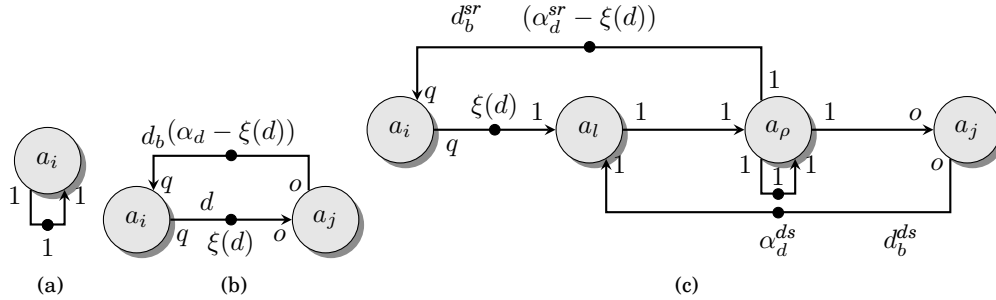 d_b^{sr} (α_d^{sr} − ξ(d))
1
q ξ(d) 1 1 1 1 o
a_i a_l a_ρ a_j
q 1 1 1 1 o
1
α_d^{ds} d_b^{ds}
(c)
a_i
1 1
1
(a)
d_b(α_d − ξ(d))
q o
a_i d a_j
q ξ(d) o
(b)